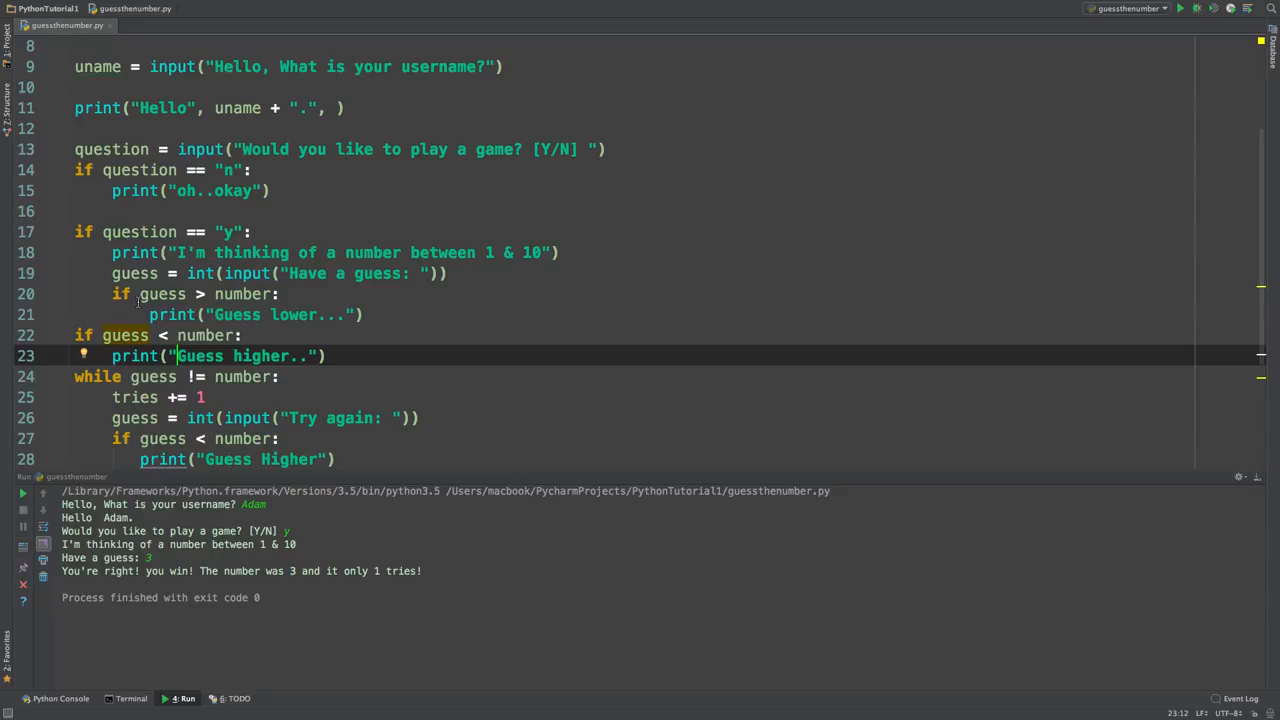 PythonTutorial1 guessthenumber.py guessthenumber
guessthenumber.py
1: Project
Z: Structure
2: Favorites
Database
8
9 uname = input("Hello, What is your username?")
10
11 print("Hello", uname + ".", )
12
13 question = input("Would you like to play a game? [Y/N] ")
14 if question == "n":
15 print("oh..okay")
16
17 if question == "y":
18 print("I'm thinking of a number between 1 & 10")
19 guess = int(input("Have a guess: "))
20 if guess > number:
21 print("Guess lower...")
22 if guess < number:
23 print("Guess higher..")
24 while guess != number:
25 tries += 1
26 guess = int(input("Try again: "))
27 if guess < number:
28 print("Guess Higher")
Run guessthenumber
/Library/Frameworks/Python.framework/Versions/3.5/bin/python3.5 /Users/macbook/PycharmProjects/PythonTutorial1/guessthenumber.py
Hello, What is your username? Adam
Hello  Adam.
Would you like to play a game? [Y/N] y
I'm thinking of a number between 1 & 10
Have a guess: 3
You're right! you win! The number was 3 and it only 1 tries!
Process finished with exit code 0
Python Console Terminal 4: Run 6: TODO Event Log
23:12 LF÷ UTF-8÷